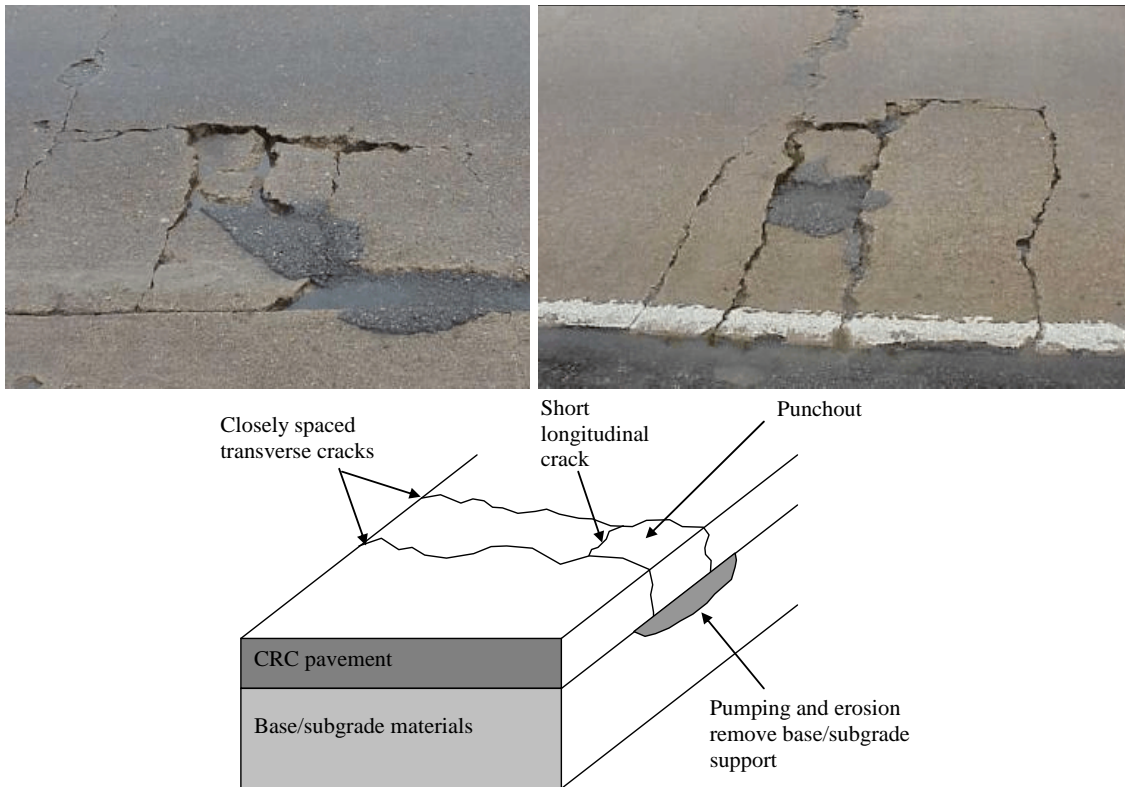 Closely spaced
transverse cracks
Short
longitudinal
crack
Punchout
CRC pavement
Base/subgrade materials
Pumping and erosion
remove base/subgrade
support